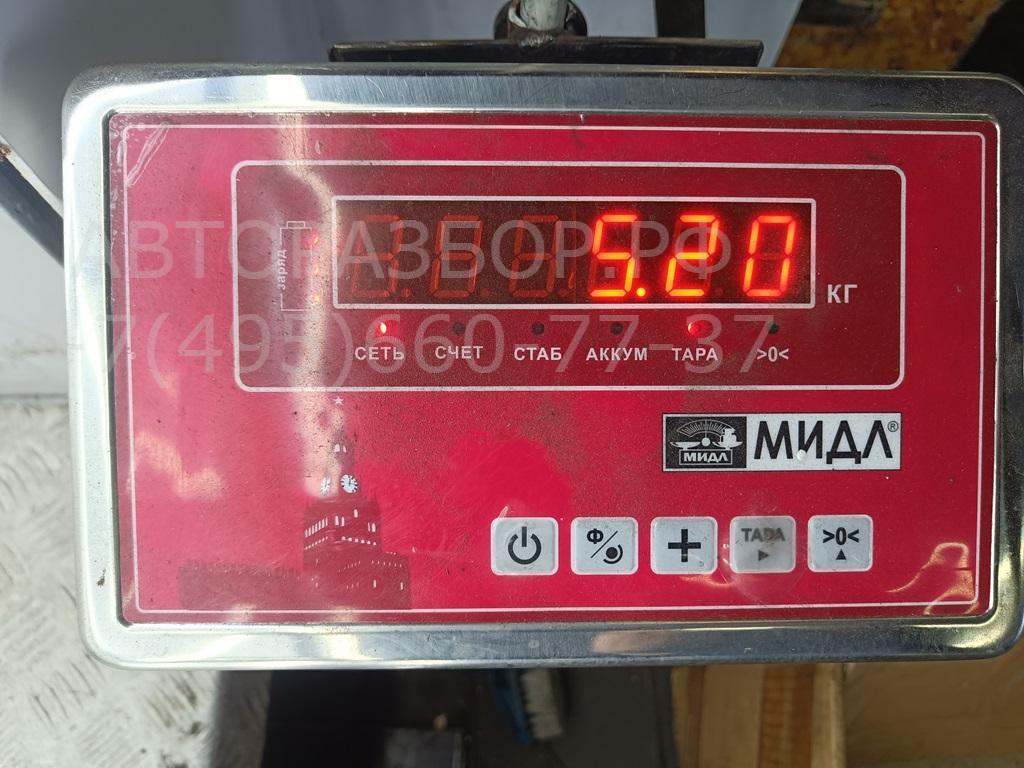 АВТОРАЗБОР.РФ
+7(495)660-77-37
заряд
5.20
КГ
СЕТЬ СЧЕТ СТАБ АККУМ ТАРА >0<
МИДЛ МИДЛ®
Ф ТАРА >0<